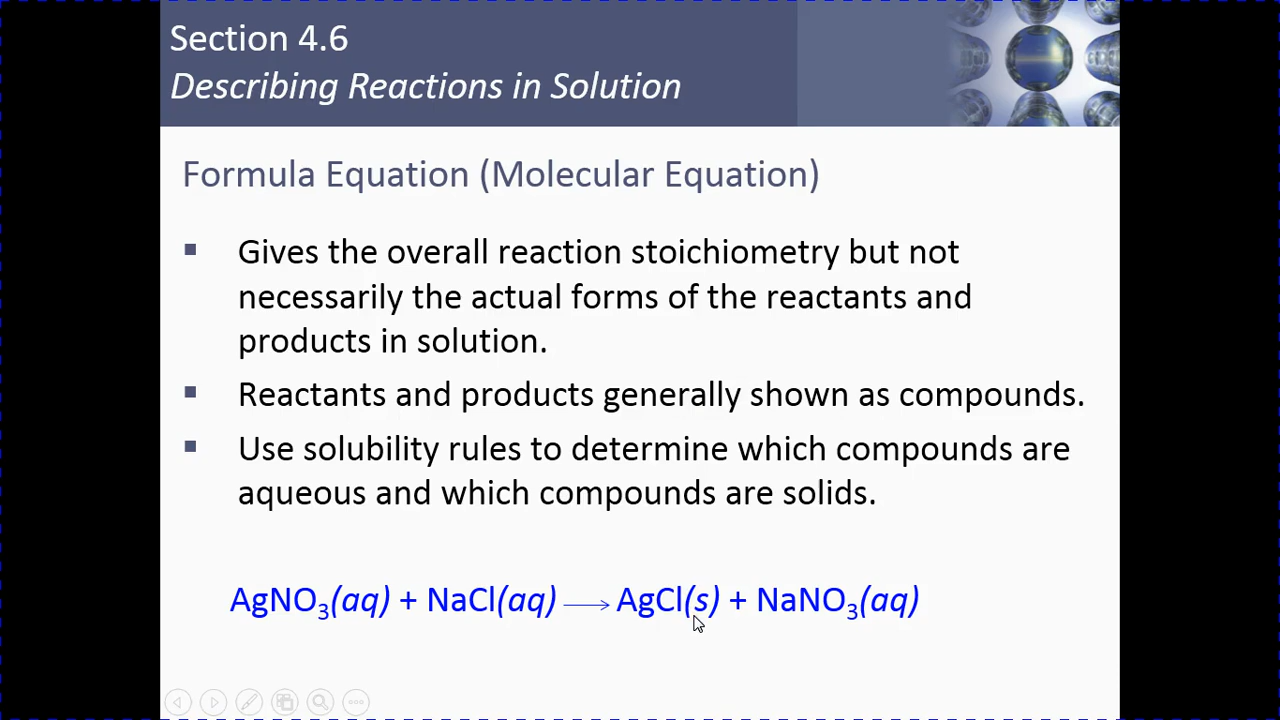 Section 4.6
Describing Reactions in Solution
Formula Equation (Molecular Equation)
▪ Gives the overall reaction stoichiometry but not
necessarily the actual forms of the reactants and
products in solution.
▪ Reactants and products generally shown as compounds.
▪ Use solubility rules to determine which compounds are
aqueous and which compounds are solids.
AgNO₃(aq) + NaCl(aq) → AgCl(s) + NaNO₃(aq)